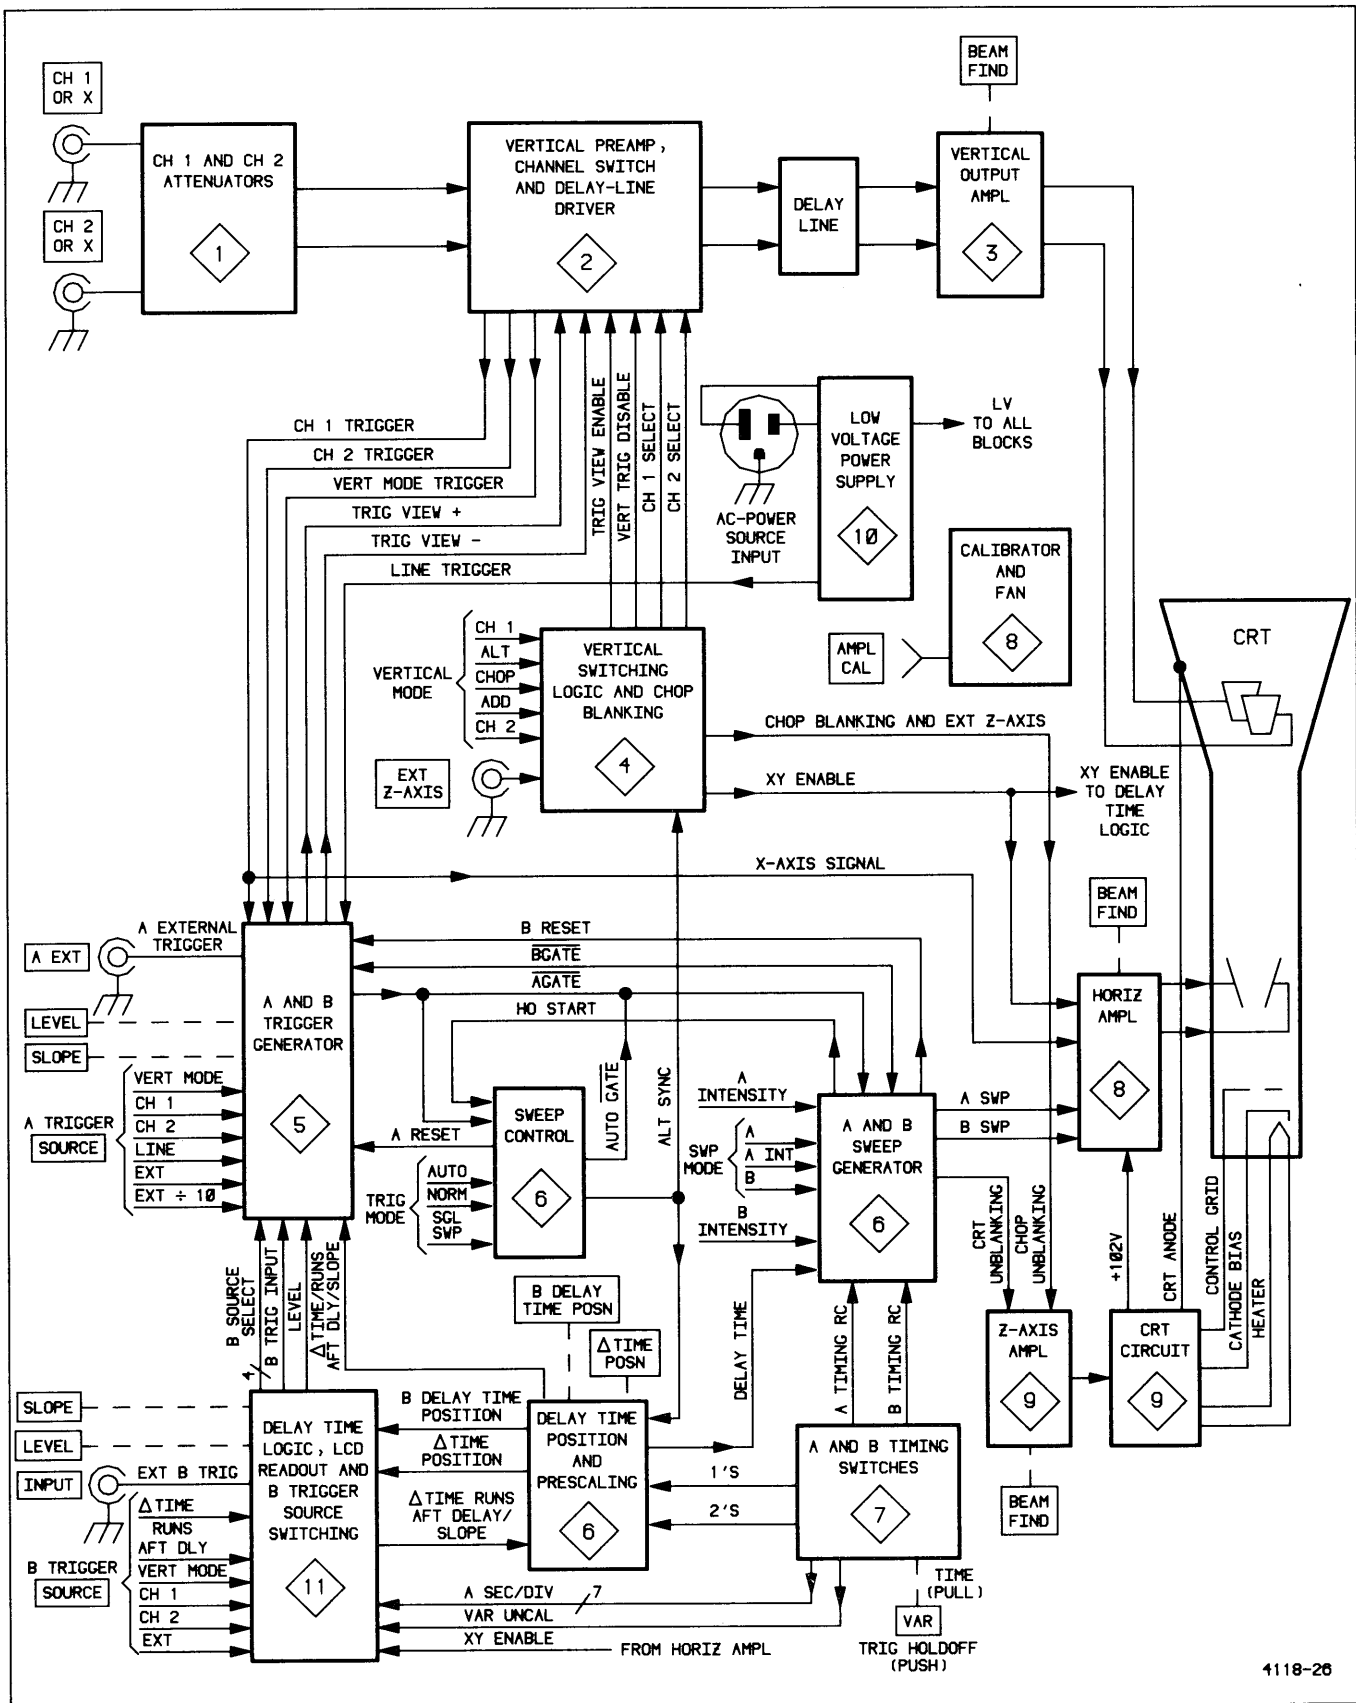 CH 1
OR X
CH 2
OR X
CH 1 AND CH 2
ATTENUATORS
1
VERTICAL PREAMP,
CHANNEL SWITCH
AND DELAY-LINE
DRIVER
2
DELAY
LINE
BEAM
FIND
VERTICAL
OUTPUT
AMPL
3
CH 1 TRIGGER
CH 2 TRIGGER
VERT MODE TRIGGER
TRIG VIEW +
TRIG VIEW -
LINE TRIGGER
TRIG VIEW ENABLE
VERT TRIG DISABLE
CH 1 SELECT
CH 2 SELECT
AC-POWER
SOURCE
INPUT
LOW
VOLTAGE
POWER
SUPPLY
10
LV
TO ALL
BLOCKS
CALIBRATOR
AND
FAN
8
AMPL
CAL
CRT
VERTICAL
MODE
CH 1
ALT
CHOP
ADD
CH 2
EXT
Z-AXIS
VERTICAL
SWITCHING
LOGIC AND CHOP
BLANKING
4
CHOP BLANKING AND EXT Z-AXIS
XY ENABLE
XY ENABLE
TO DELAY
TIME
LOGIC
X-AXIS SIGNAL
A EXT
A EXTERNAL
TRIGGER
LEVEL
SLOPE
A TRIGGER
SOURCE
VERT MODE
CH 1
CH 2
LINE
EXT
EXT ÷ 10
A AND B
TRIGGER
GENERATOR
5
B RESET
BGATE
AGATE
HO START
A RESET
SWEEP
CONTROL
6
TRIG
MODE
AUTO
NORM
SGL
SWP
AUTO GATE
ALT SYNC
A
INTENSITY
SWP
MODE
A
A INT
B
B
INTENSITY
A AND B
SWEEP
GENERATOR
6
A SWP
B SWP
BEAM
FIND
HORIZ
AMPL
8
CRT
UNBLANKING
CHOP
UNBLANKING
+102V
CRT ANODE
CONTROL GRID
CATHODE BIAS
HEATER
Z-AXIS
AMPL
9
BEAM
FIND
CRT
CIRCUIT
9
B SOURCE
SELECT
4
B TRIG INPUT
LEVEL
ΔTIME/RUNS
AFT DLY/SLOPE
B DELAY
TIME POSN
ΔTIME
POSN
DELAY TIME
A TIMING RC
B TIMING RC
SLOPE
LEVEL
INPUT
EXT B TRIG
B TRIGGER
SOURCE
ΔTIME
RUNS
AFT DLY
VERT MODE
CH 1
CH 2
EXT
DELAY TIME
LOGIC, LCD
READOUT AND
B TRIGGER
SOURCE
SWITCHING
11
B DELAY TIME
POSITION
ΔTIME
POSITION
ΔTIME RUNS
AFT DELAY/
SLOPE
DELAY TIME
POSITION
AND
PRESCALING
6
1'S
2'S
A AND B TIMING
SWITCHES
7
A SEC/DIV
7
VAR UNCAL
XY ENABLE
FROM HORIZ AMPL
TIME
(PULL)
VAR
TRIG HOLDOFF
(PUSH)
4118-26